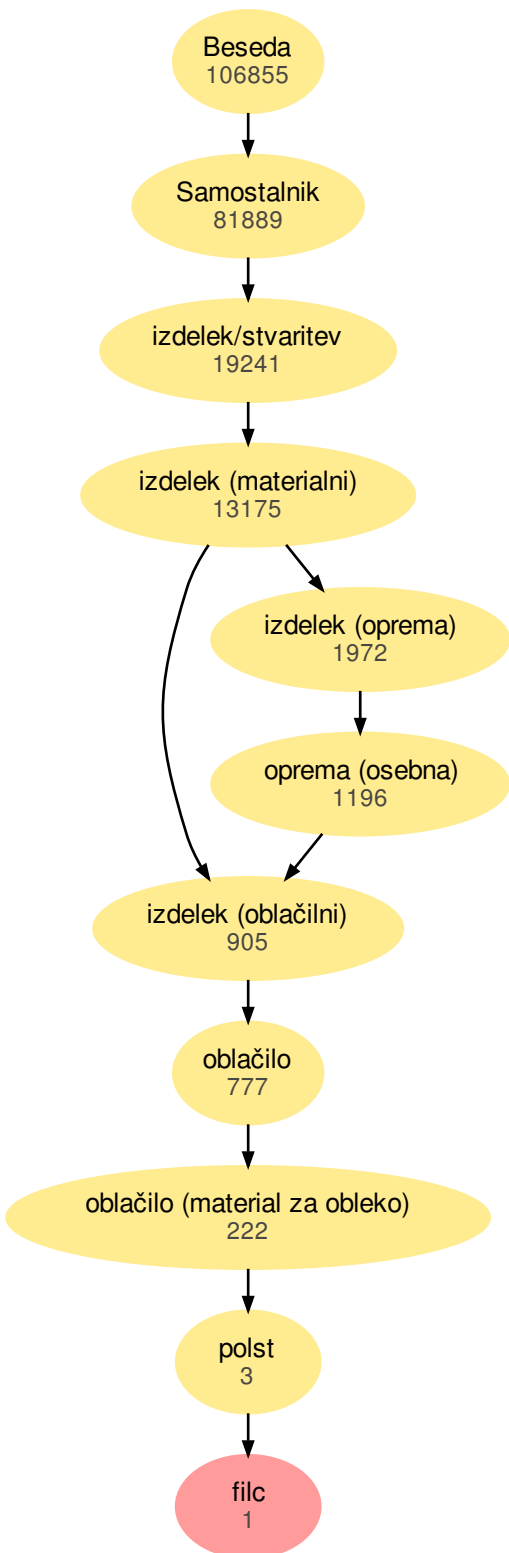 Beseda
106855
Samostalnik
81889
izdelek/stvaritev
19241
izdelek (materialni)
13175
izdelek (oprema)
1972
oprema (osebna)
1196
izdelek (oblačilni)
905
oblačilo
777
oblačilo (material za obleko)
222
polst
3
filc
1